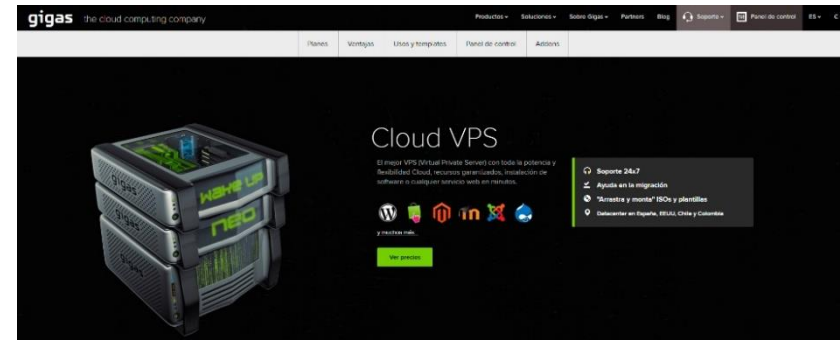 gigas the cloud computing company
Productos Soluciones Sobre Gigas Partners Blog Soporte Panel de control ES
Planes Ventajas Usos y templates Panel de control Addons
Cloud VPS
El mejor VPS (Virtual Private Server) con toda la potencia y
flexibilidad Cloud, recursos garantizados, instalación de
software o cualquier servicio web en minutos.
y muchos más...
Ver precios
Soporte 24x7
Ayuda en la migración
"Arrastra y monta" ISOs y plantillas
Datacenter en España, EEUU, Chile y Colombia
gigas
WAKE UP
gigas
neo
gigas